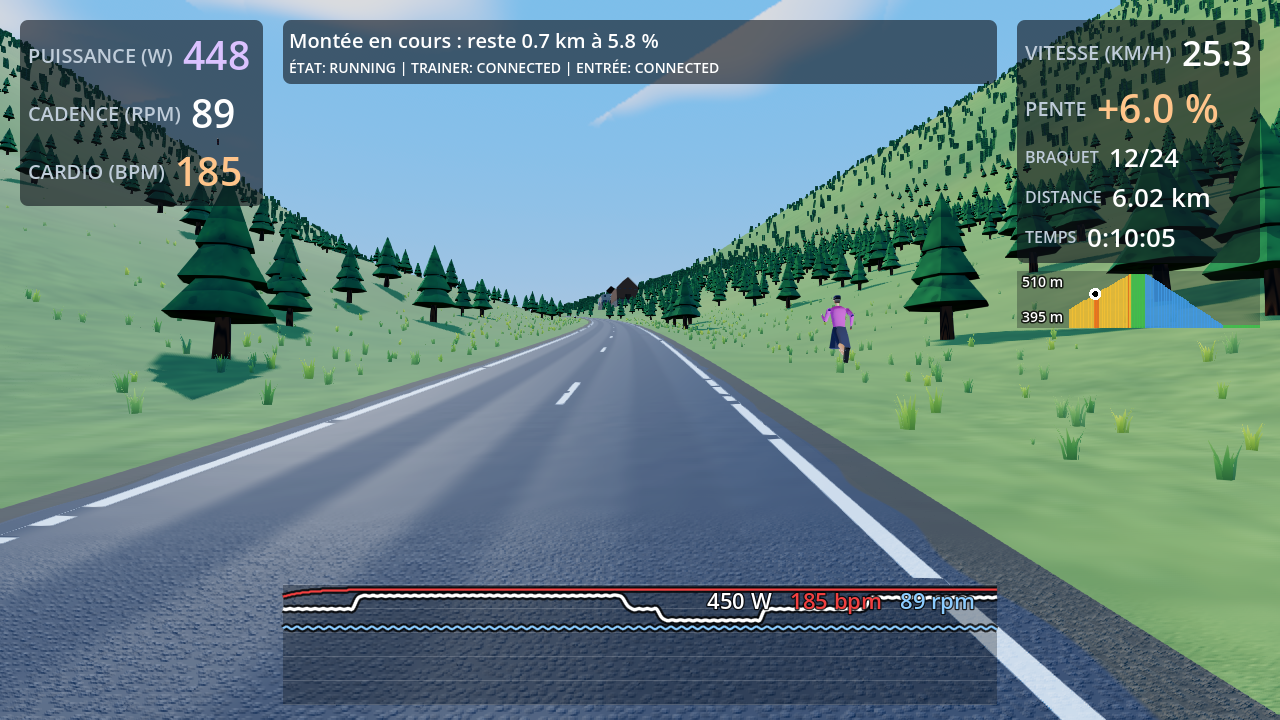 PUISSANCE (W) 448
CADENCE (RPM) 89
CARDIO (BPM) 185
Montée en cours : reste 0.7 km à 5.8 %
ÉTAT: RUNNING | TRAINER: CONNECTED | ENTRÉE: CONNECTED
VITESSE (KM/H) 25.3
PENTE +6.0 %
BRAQUET 12/24
DISTANCE 6.02 km
TEMPS 0:10:05
510 m
395 m
450 W 185 bpm 89 rpm